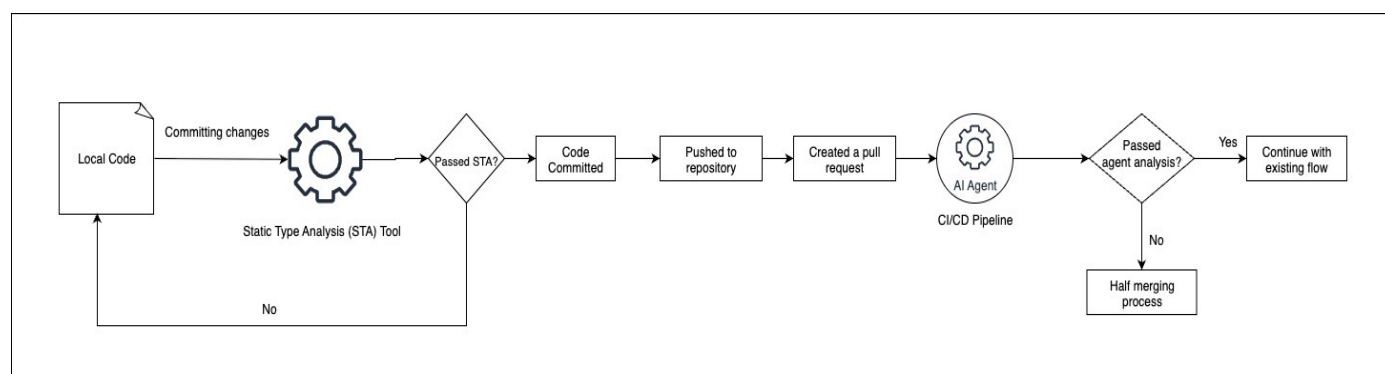 Local Code
Committing changes
Static Type Analysis (STA) Tool
Passed STA?
No
Code
Committed
Pushed to
repository
Created a pull
request
AI Agent
CI/CD Pipeline
Passed
agent analysis?
Yes
Continue with
existing flow
No
Half merging
process